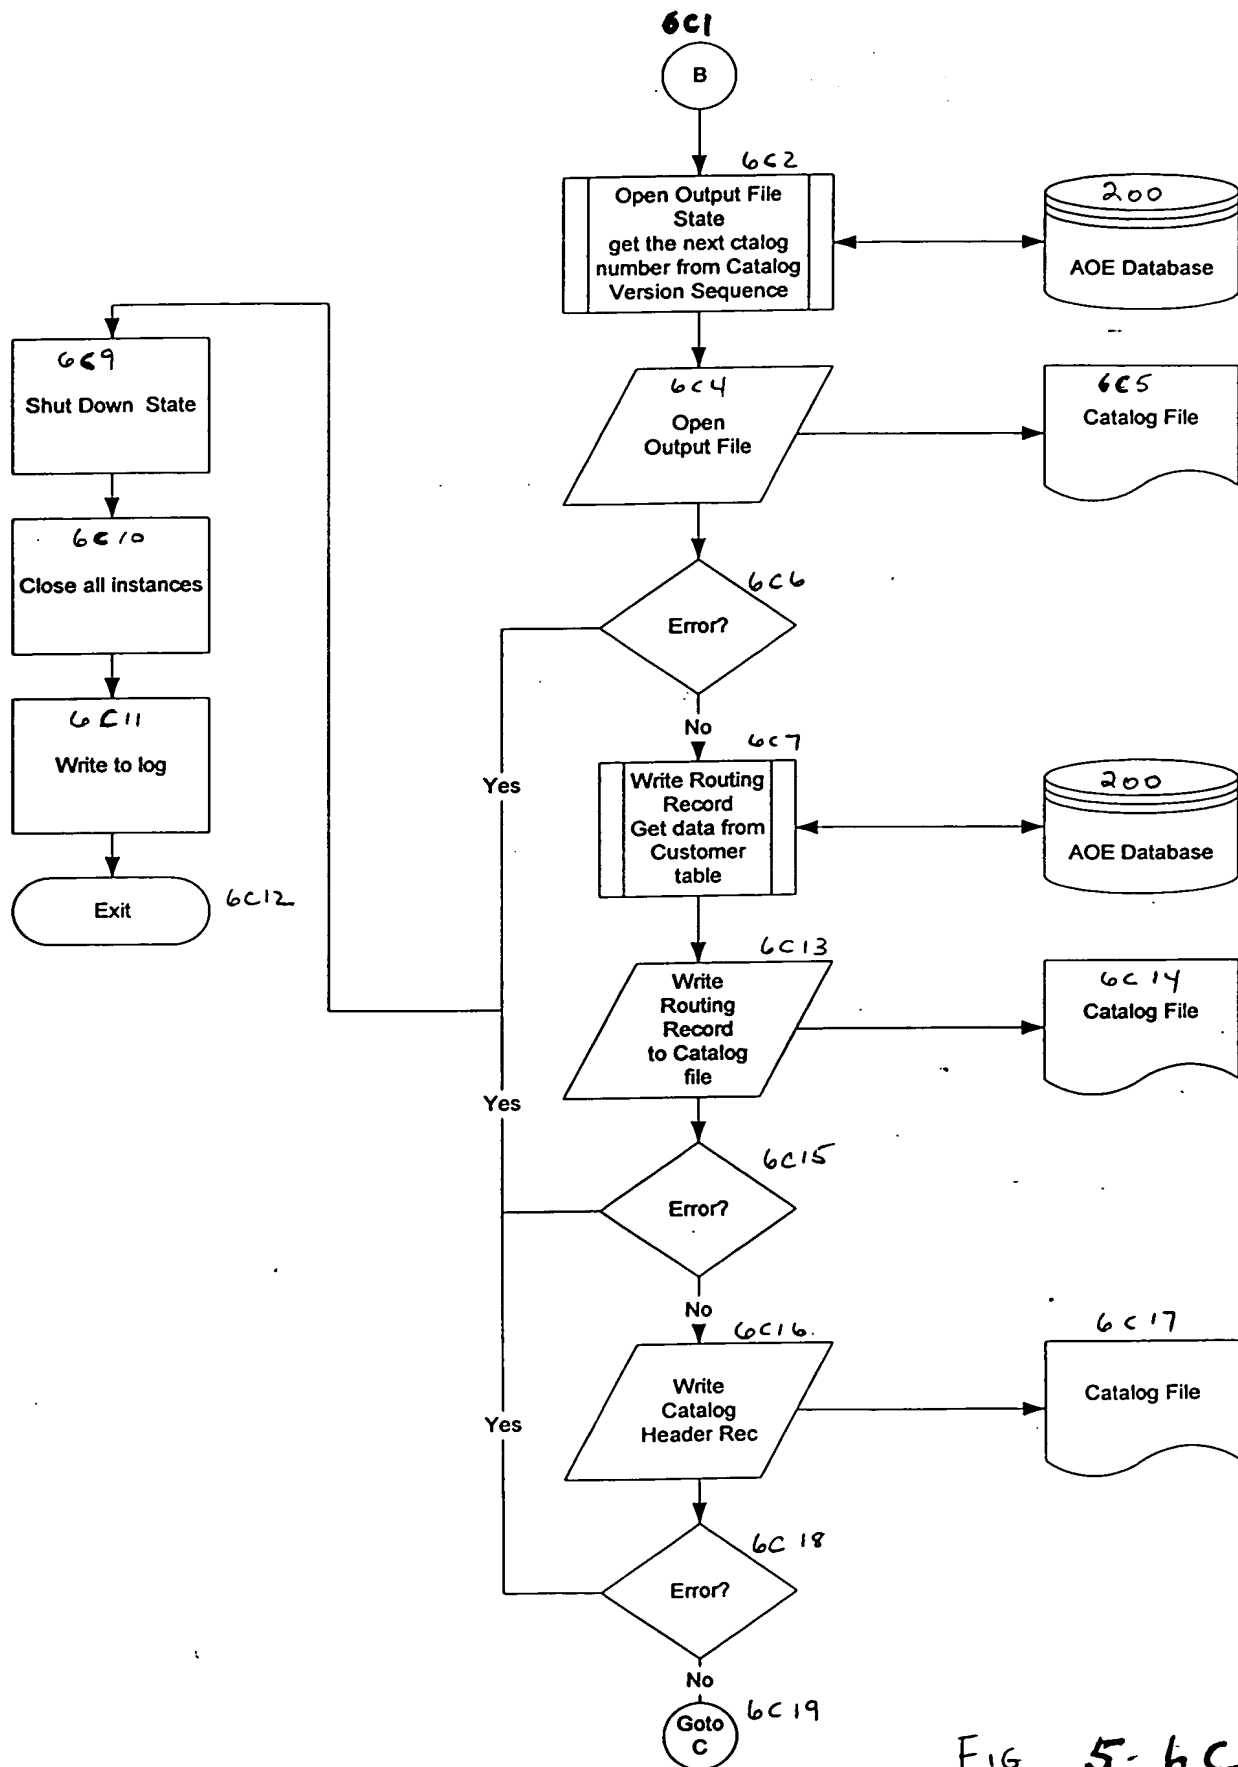 6C1
B
6C2
Open Output File
State
get the next ctalog
number from Catalog
Version Sequence
200
AOE Database
6C9
Shut Down State
6C4
Open
Output File
6C5
Catalog File
6C10
Close all instances
6C6
Error?
No
Yes
6C11
Write to log
6C7
Write Routing
Record
Get data from
Customer
table
200
AOE Database
Exit
6C12
6C13
Write
Routing
Record
to Catalog
file
6C14
Catalog File
Yes
6C15
Error?
No
6C16.
Write
Catalog
Header Rec
6C17
Catalog File
Yes
6C18
Error?
No
Goto
C
6C19
FIG 5-6C